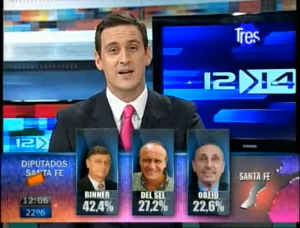 Tres
12 14
12
DIPUTADOS
SANTA FE
BINNER
DEL SEL
OBEID
SANTA FE
42,4%
27,2%
22,6%
12:06
22º6